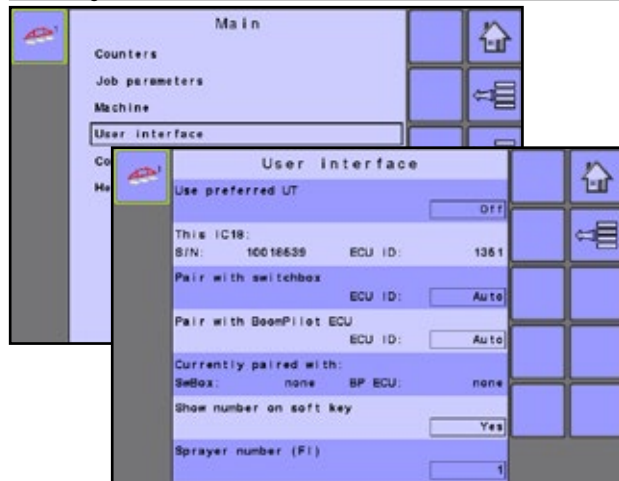 Main
Counters
Job parameters
Machine
User interface
Co
He
User interface
Use preferred UT
Off
This IC18:
S/N: 10016539 ECU ID: 1351
Pair with switchbox
ECU ID: Auto
Pair with BoomPilot ECU
ECU ID: Auto
Currently paired with:
SwBox: none BP ECU: none
Show number on soft key
Yes
Sprayer number (FI)
1